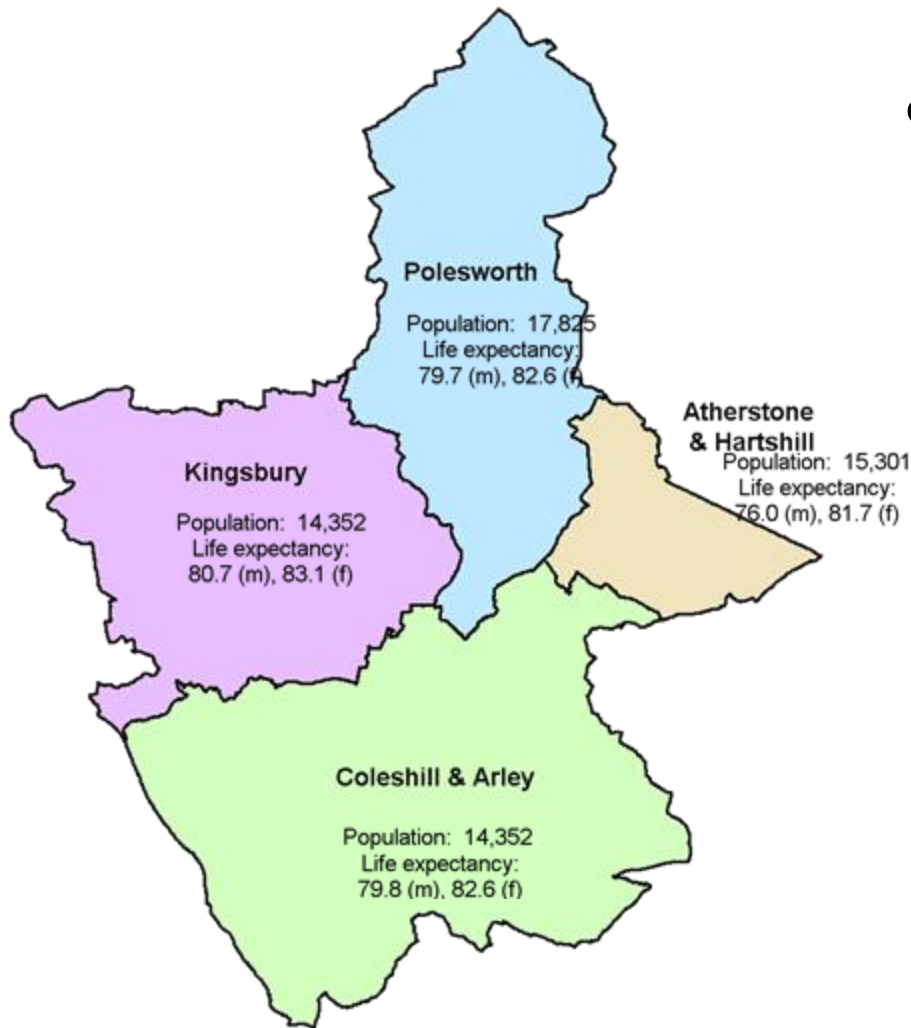 Polesworth
Population: 17,825
Life expectancy:
79.7 (m), 82.6 (f)
Atherstone
& Hartshill
Population: 15,301
Life expectancy:
76.0 (m), 81.7 (f)
Kingsbury
Population: 14,352
Life expectancy:
80.7 (m), 83.1 (f)
Coleshill & Arley
Population: 14,352
Life expectancy:
79.8 (m), 82.6 (f)